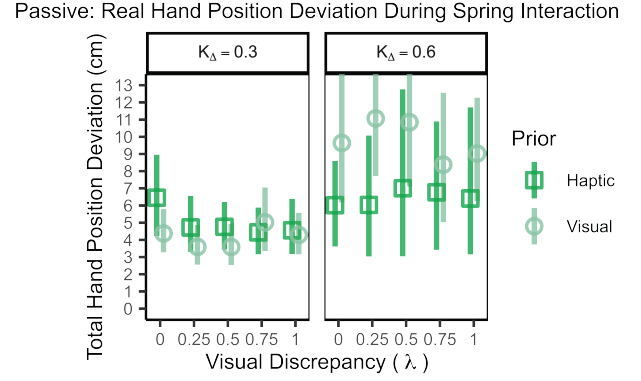 Passive: Real Hand Position Deviation During Spring Interaction
K_Δ = 0.3
K_Δ = 0.6
Total Hand Position Deviation (cm)
13
12
11
10
9
8
7
6
5
4
3
2
1
0
0 0.25 0.5 0.75 1
0 0.25 0.5 0.75 1
Visual Discrepancy ( λ )
Prior
Haptic
Visual